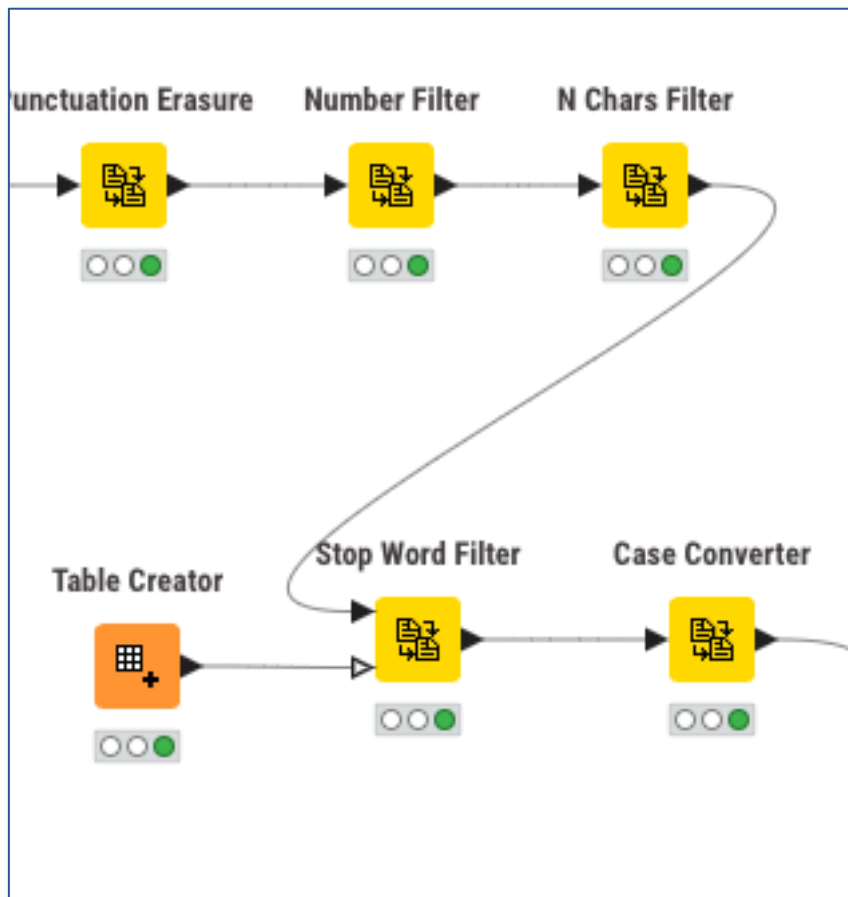 unctuation Erasure
Number Filter
N Chars Filter
Stop Word Filter
Case Converter
Table Creator